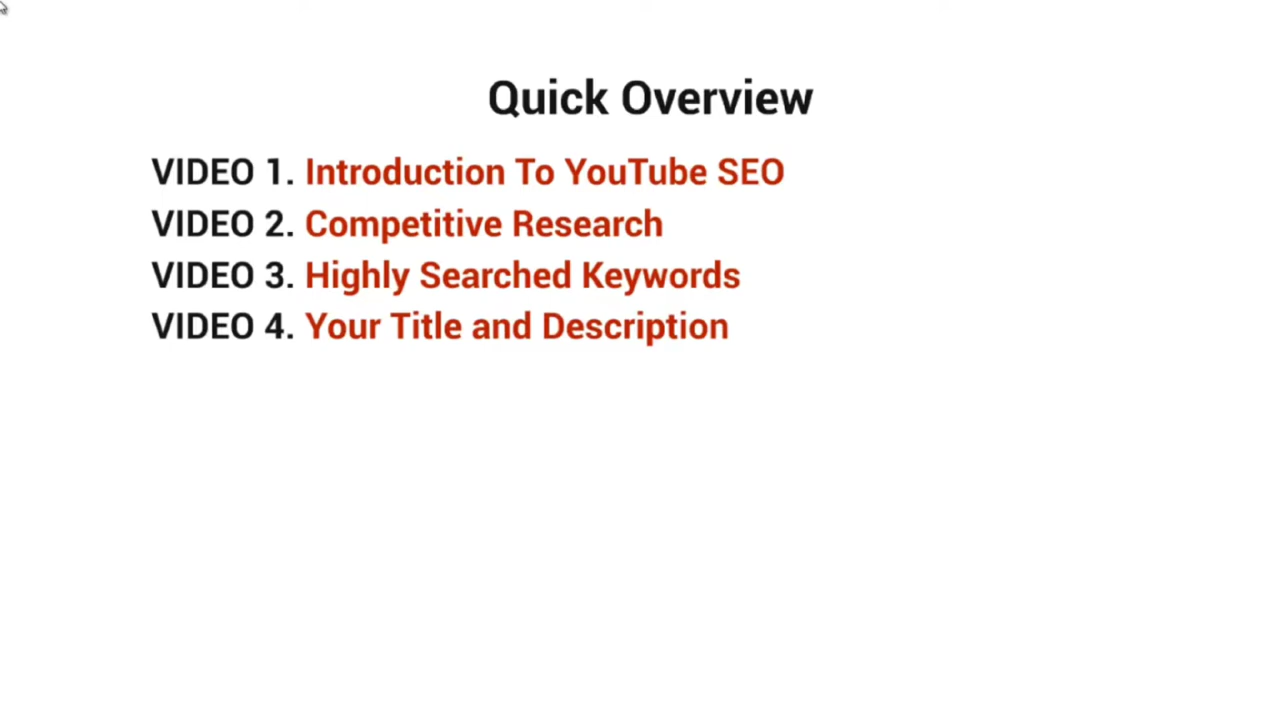 Quick Overview
VIDEO 1. Introduction To YouTube SEO
VIDEO 2. Competitive Research
VIDEO 3. Highly Searched Keywords
VIDEO 4. Your Title and Description